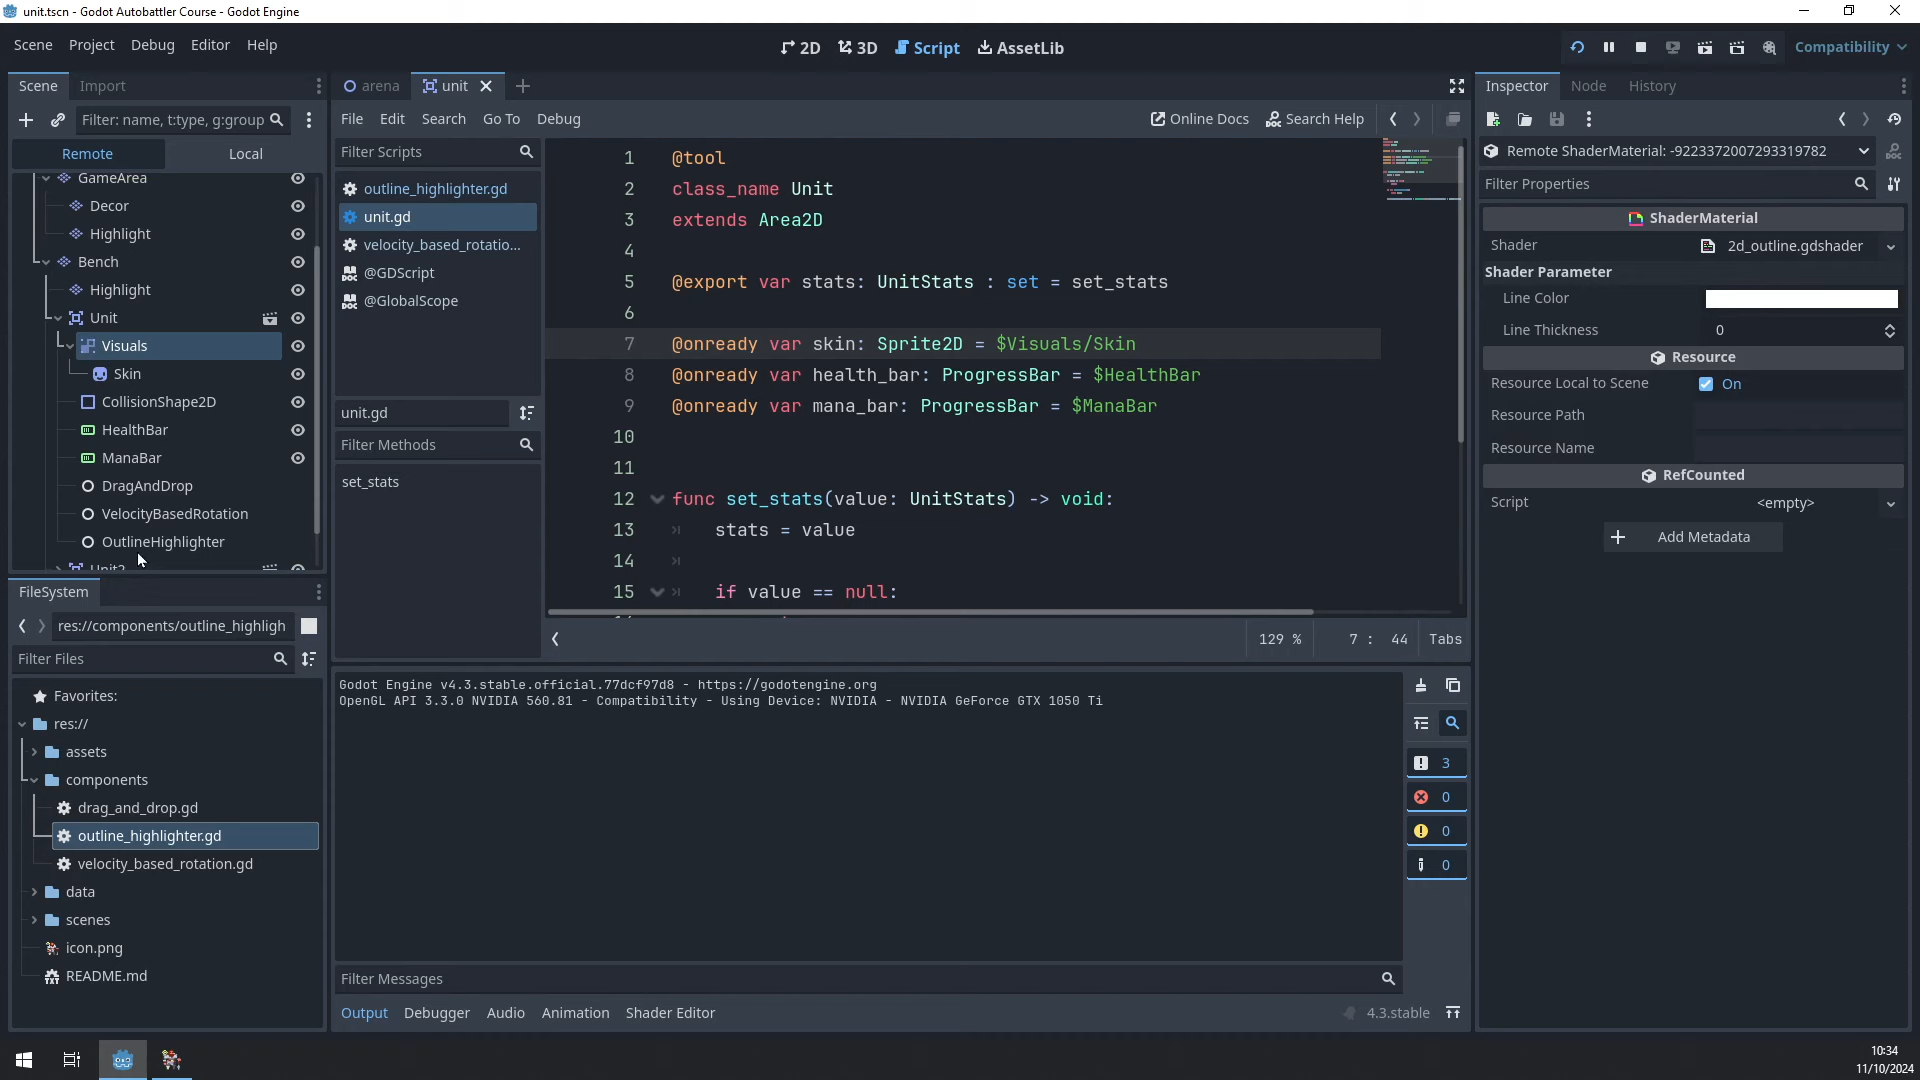 unit.tscn - Godot Autobattler Course - Godot Engine
Scene Project Debug Editor Help
2D 3D Script AssetLib
Compatibility
Scene Import
Filter: name, t:type, g:group
Remote Local
GameArea
Decor
Highlight
Bench
Highlight
Unit
Visuals
Skin
CollisionShape2D
HealthBar
ManaBar
DragAndDrop
VelocityBasedRotation
OutlineHighlighter
Unit2
FileSystem
res://components/outline_highligh
Filter Files
Favorites:
res://
assets
components
drag_and_drop.gd
outline_highlighter.gd
velocity_based_rotation.gd
data
scenes
icon.png
README.md
arena unit
File Edit Search Go To Debug
Online Docs Search Help
Filter Scripts
outline_highlighter.gd
unit.gd
velocity_based_rotatio...
@GDScript
@GlobalScope
unit.gd
Filter Methods
set_stats
1 @tool
2 class_name Unit
3 extends Area2D
4
5 @export var stats: UnitStats : set = set_stats
6
7 @onready var skin: Sprite2D = $Visuals/Skin
8 @onready var health_bar: ProgressBar = $HealthBar
9 @onready var mana_bar: ProgressBar = $ManaBar
10
11
12 func set_stats(value: UnitStats) -> void:
13 stats = value
14
15 if value == null:
129 % 7 : 44 Tabs
Godot Engine v4.3.stable.official.77dcf97d8 - https://godotengine.org
OpenGL API 3.3.0 NVIDIA 560.81 - Compatibility - Using Device: NVIDIA - NVIDIA GeForce GTX 1050 Ti
3
0
0
0
Filter Messages
Output Debugger Audio Animation Shader Editor
4.3.stable
Inspector Node History
Remote ShaderMaterial: -9223372007293319782
Filter Properties
ShaderMaterial
Shader 2d_outline.gdshader
Shader Parameter
Line Color
Line Thickness 0
Resource
Resource Local to Scene On
Resource Path
Resource Name
RefCounted
Script <empty>
Add Metadata
10:34
11/10/2024